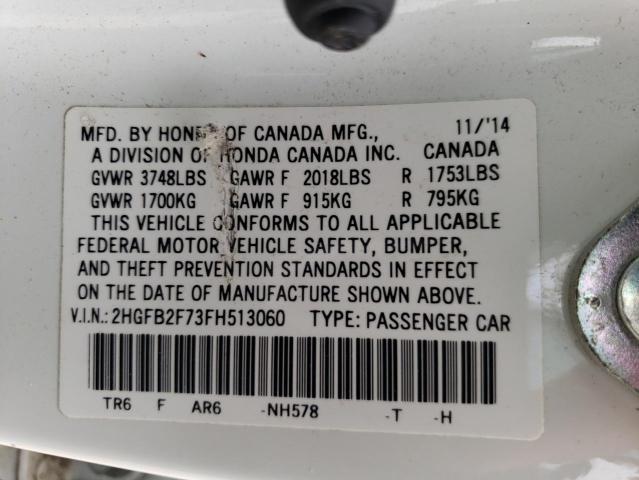 MFD. BY HONDA OF CANADA MFG., 11/'14
A DIVISION OF HONDA CANADA INC. CANADA
GVWR 3748LBS GAWR F 2018LBS R 1753LBS
GVWR 1700KG GAWR F 915KG R 795KG
THIS VEHICLE CONFORMS TO ALL APPLICABLE
FEDERAL MOTOR VEHICLE SAFETY, BUMPER,
AND THEFT PREVENTION STANDARDS IN EFFECT
ON THE DATE OF MANUFACTURE SHOWN ABOVE.
V.I.N.: 2HGFB2F73FH513060 TYPE: PASSENGER CAR
TR6 F AR6 -NH578 -T -H